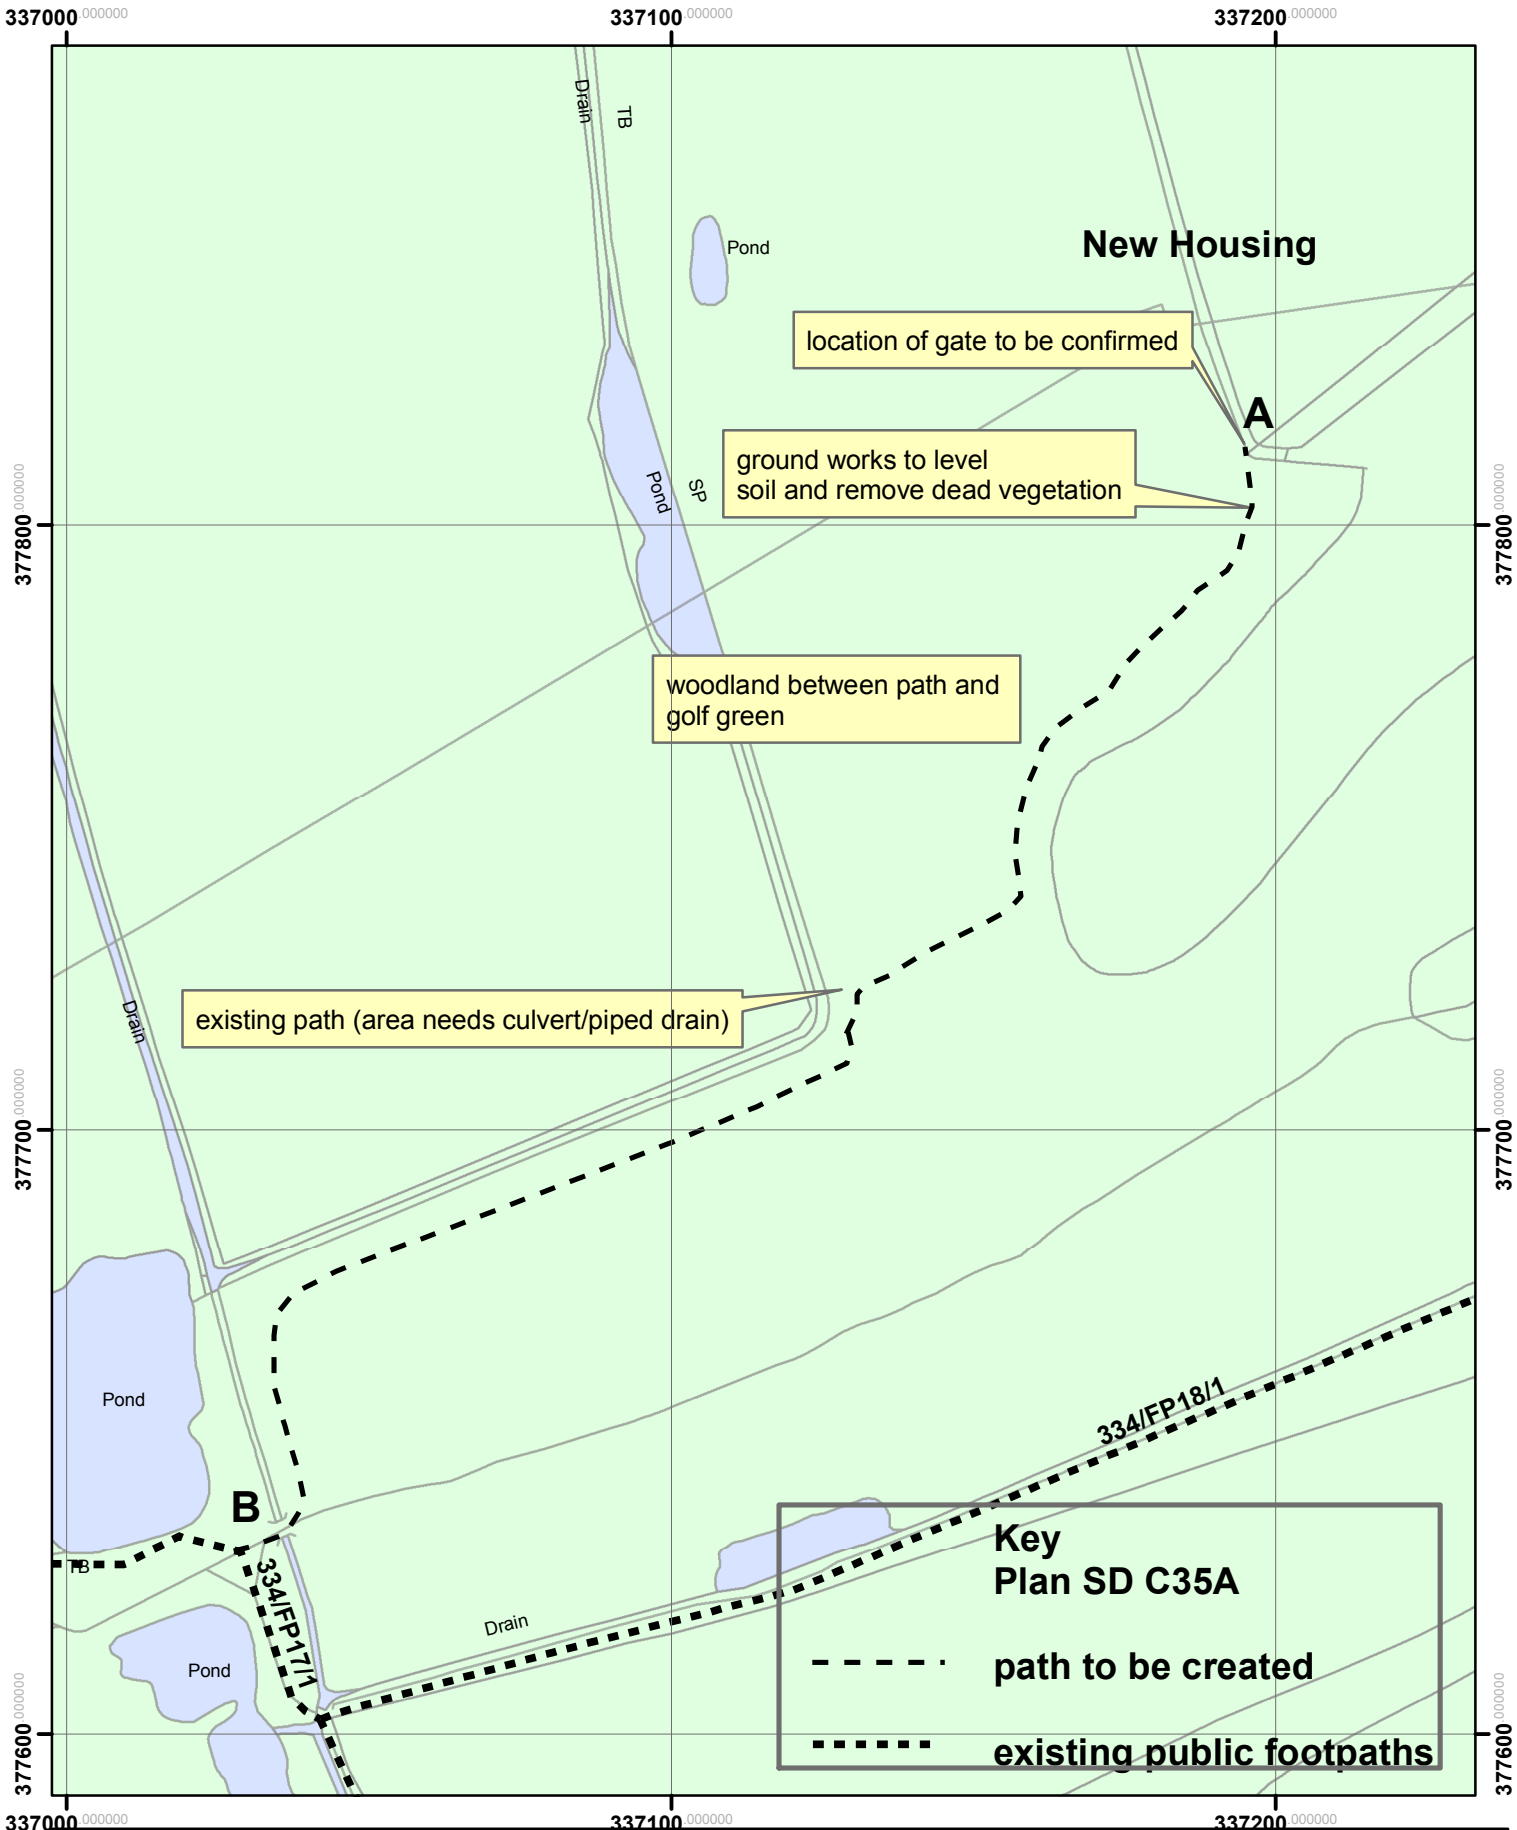 337000.000000
337100.000000
337200.000000
Drain
TB
Pond
New Housing
location of gate to be confirmed
A
ground works to level
soil and remove dead vegetation
Pond
SP
377800.000000
377800.000000
woodland between path and
golf green
Drain
existing path (area needs culvert/piped drain)
377700.000000
377700.000000
Pond
334/FP18/1
B
TB
334/FP17/1
Drain
Pond
Key
Plan SD C35A
path to be created
existing public footpaths
377600.000000
377600.000000
337000.000000
337100.000000
337200.000000